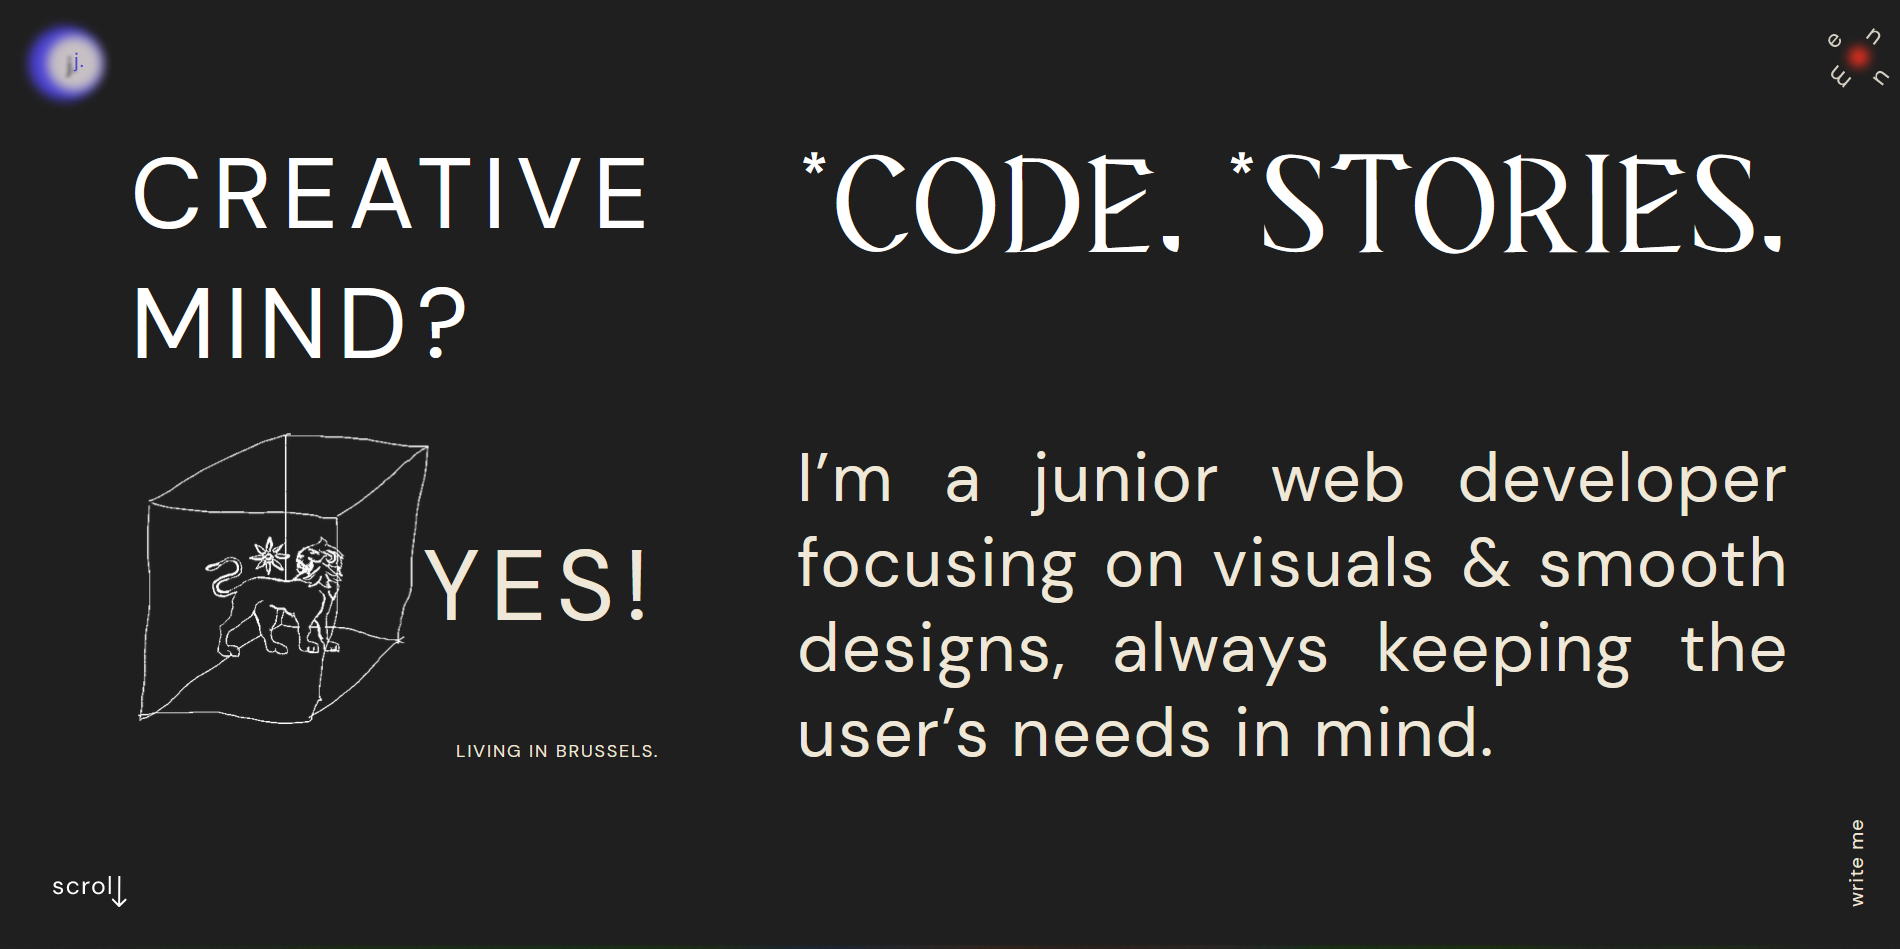 j.
menu
CREATIVE
MIND?
*CODE. *STORIES.
YES!
LIVING IN BRUSSELS.
I’m a junior web developer
focusing on visuals & smooth
designs, always keeping the
user’s needs in mind.
scroll
write me